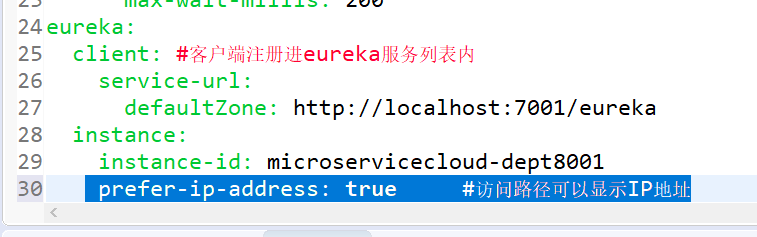 23 max-wait-millis: 200
24 eureka:
25 client: #客户端注册进eureka服务列表内
26 service-url:
27 defaultZone: http://localhost:7001/eureka
28 instance:
29 instance-id: microservicecloud-dept8001
30 prefer-ip-address: true #访问路径可以显示IP地址